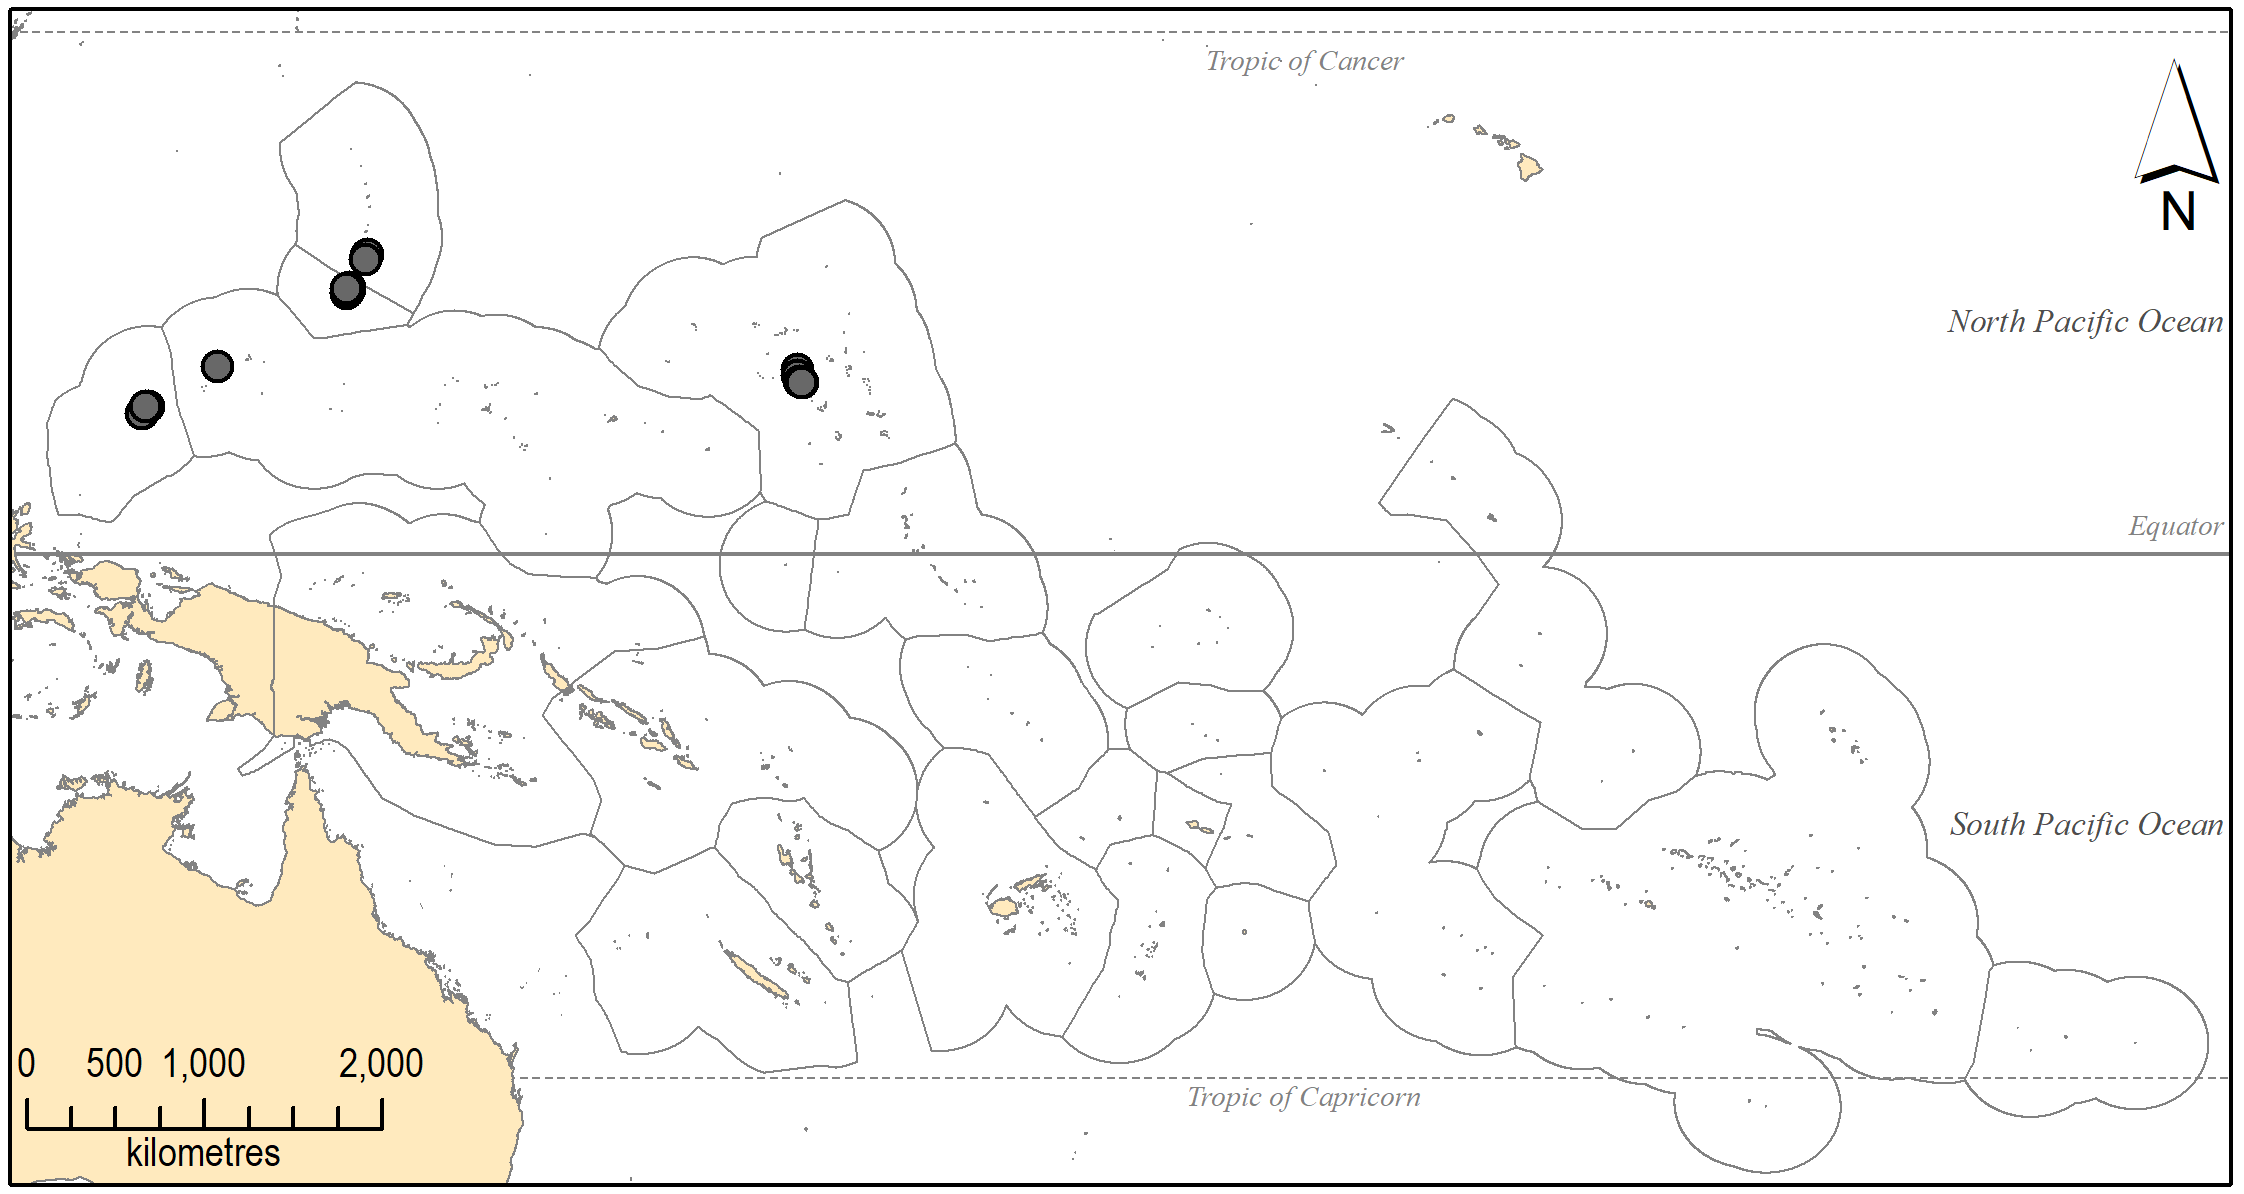 Tropic of Cancer
N
North Pacific Ocean
Equator
South Pacific Ocean
0 500 1,000 2,000
kilometres
Tropic of Capricorn